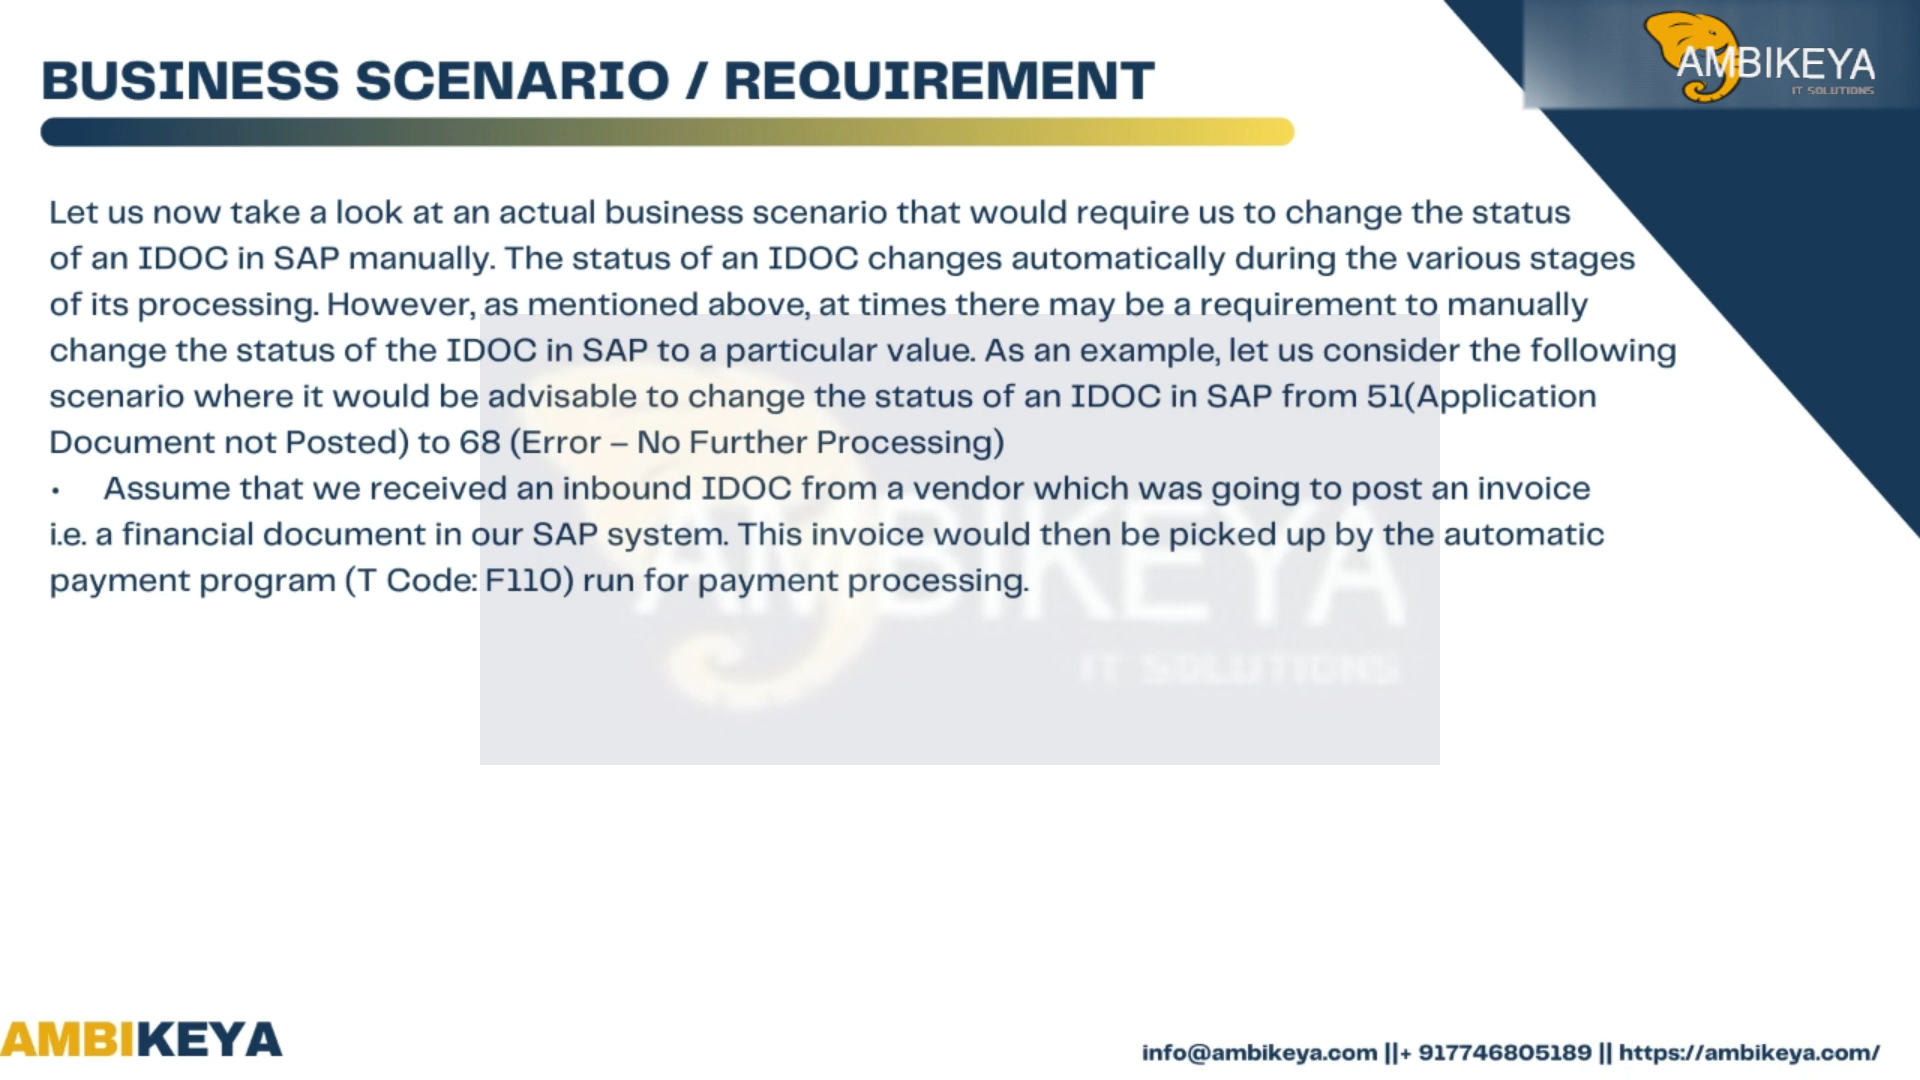 AMBIKEYA
IT SOLUTIONS
BUSINESS SCENARIO / REQUIREMENT
Let us now take a look at an actual business scenario that would require us to change the status
of an IDOC in SAP manually. The status of an IDOC changes automatically during the various stages
of its processing. However, as mentioned above, at times there may be a requirement to manually
change the status of the IDOC in SAP to a particular value. As an example, let us consider the following
scenario where it would be advisable to change the status of an IDOC in SAP from 51(Application
Document not Posted) to 68 (Error – No Further Processing)
• Assume that we received an inbound IDOC from a vendor which was going to post an invoice
i.e. a financial document in our SAP system. This invoice would then be picked up by the automatic
payment program (T Code: F110) run for payment processing.
AMBIKEYA
IT SOLUTIONS
AMBIKEYA
info@ambikeya.com ||+ 917746805189 || https://ambikeya.com/